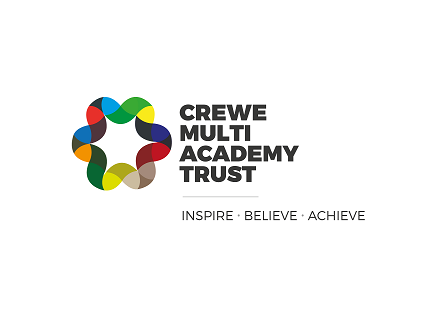 CREWE
MULTI
ACADEMY
TRUST
INSPIRE · BELIEVE · ACHIEVE